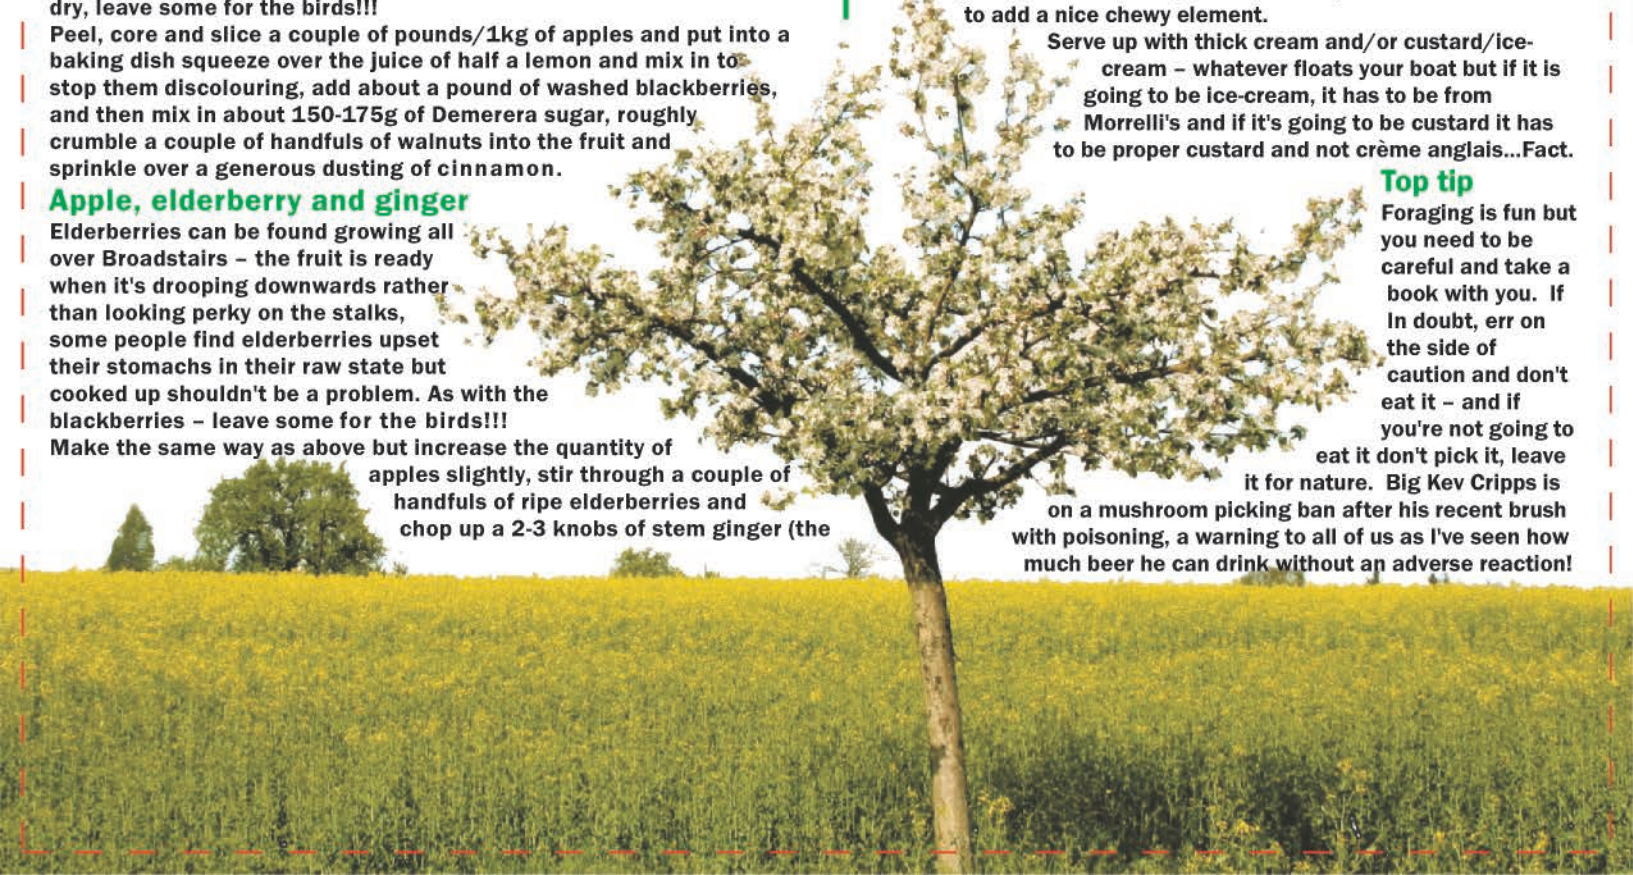 dry, leave some for the birds!!!
Peel, core and slice a couple of pounds/1kg of apples and put into a
baking dish squeeze over the juice of half a lemon and mix in to
stop them discolouring, add about a pound of washed blackberries,
and then mix in about 150-175g of Demerera sugar, roughly
crumble a couple of handfuls of walnuts into the fruit and
sprinkle over a generous dusting of cinnamon.
Apple, elderberry and ginger
Elderberries can be found growing all
over Broadstairs – the fruit is ready
when it's drooping downwards rather
than looking perky on the stalks,
some people find elderberries upset
their stomachs in their raw state but
cooked up shouldn't be a problem. As with the
blackberries – leave some for the birds!!!
Make the same way as above but increase the quantity of
apples slightly, stir through a couple of
handfuls of ripe elderberries and
chop up a 2-3 knobs of stem ginger (the
to add a nice chewy element.
Serve up with thick cream and/or custard/ice-
cream – whatever floats your boat but if it is
going to be ice-cream, it has to be from
Morrelli's and if it's going to be custard it has
to be proper custard and not crème anglais...Fact.
Top tip
Foraging is fun but
you need to be
careful and take a
book with you. If
In doubt, err on
the side of
caution and don't
eat it – and if
you're not going to
eat it don't pick it, leave
it for nature. Big Kev Cripps is
on a mushroom picking ban after his recent brush
with poisoning, a warning to all of us as I've seen how
much beer he can drink without an adverse reaction!